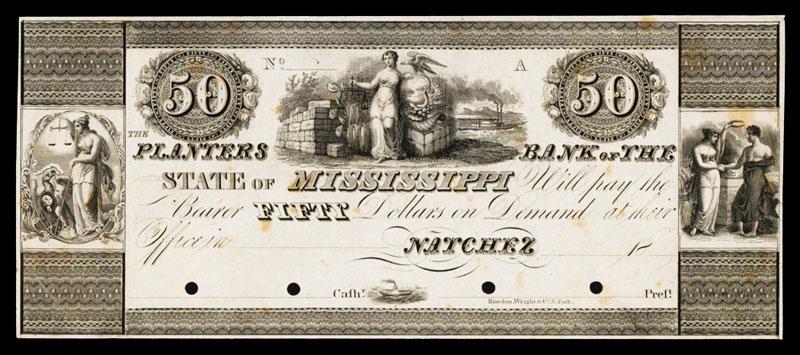 50 No. A 50
THE
PLANTERS BANK OF THE
STATE OF MISSISSIPPI Will pay the
Bearer FIFTY Dollars on Demand at their
Office in NATCHEZ 18
Cash! Prest
Rawdon, Wright & Co. N. York.